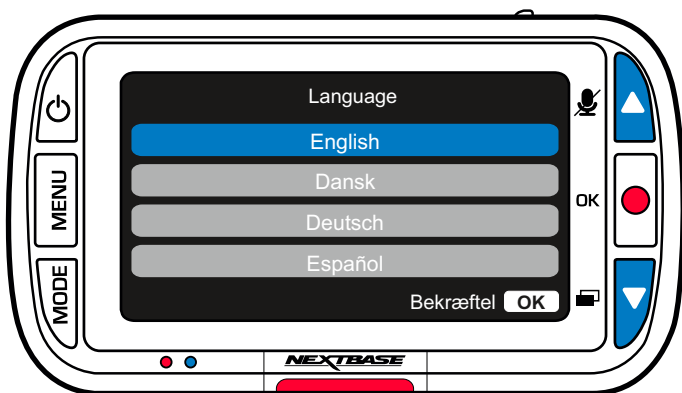 Language
English
Dansk
Deutsch
Español
Bekræftel OK
MENU
MODE
OK
NEXTBASE